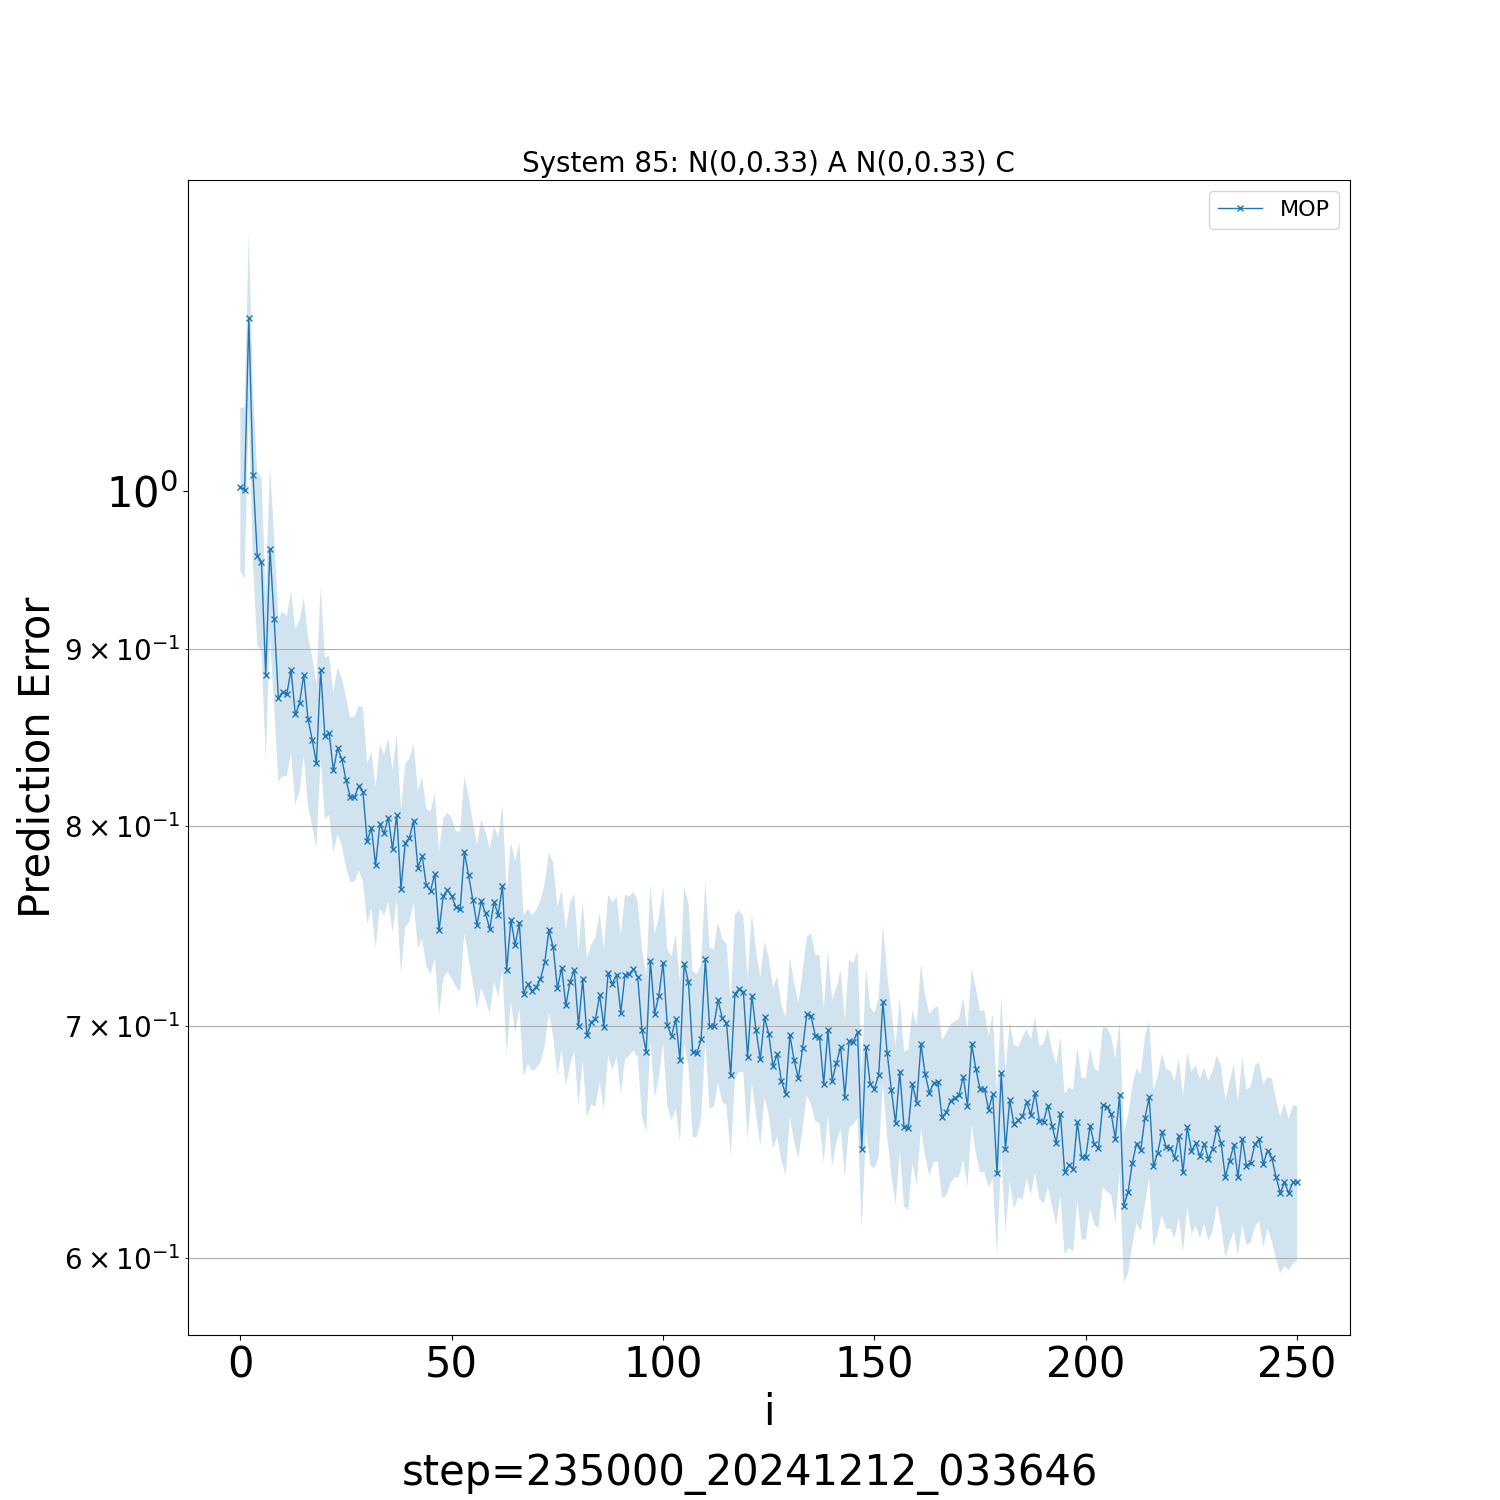 System 85: N(0,0.33) A N(0,0.33) C
MOP
Prediction Error
10⁰
9 × 10⁻¹
8 × 10⁻¹
7 × 10⁻¹
6 × 10⁻¹
0 50 100 150 200 250
i
step=235000_20241212_033646